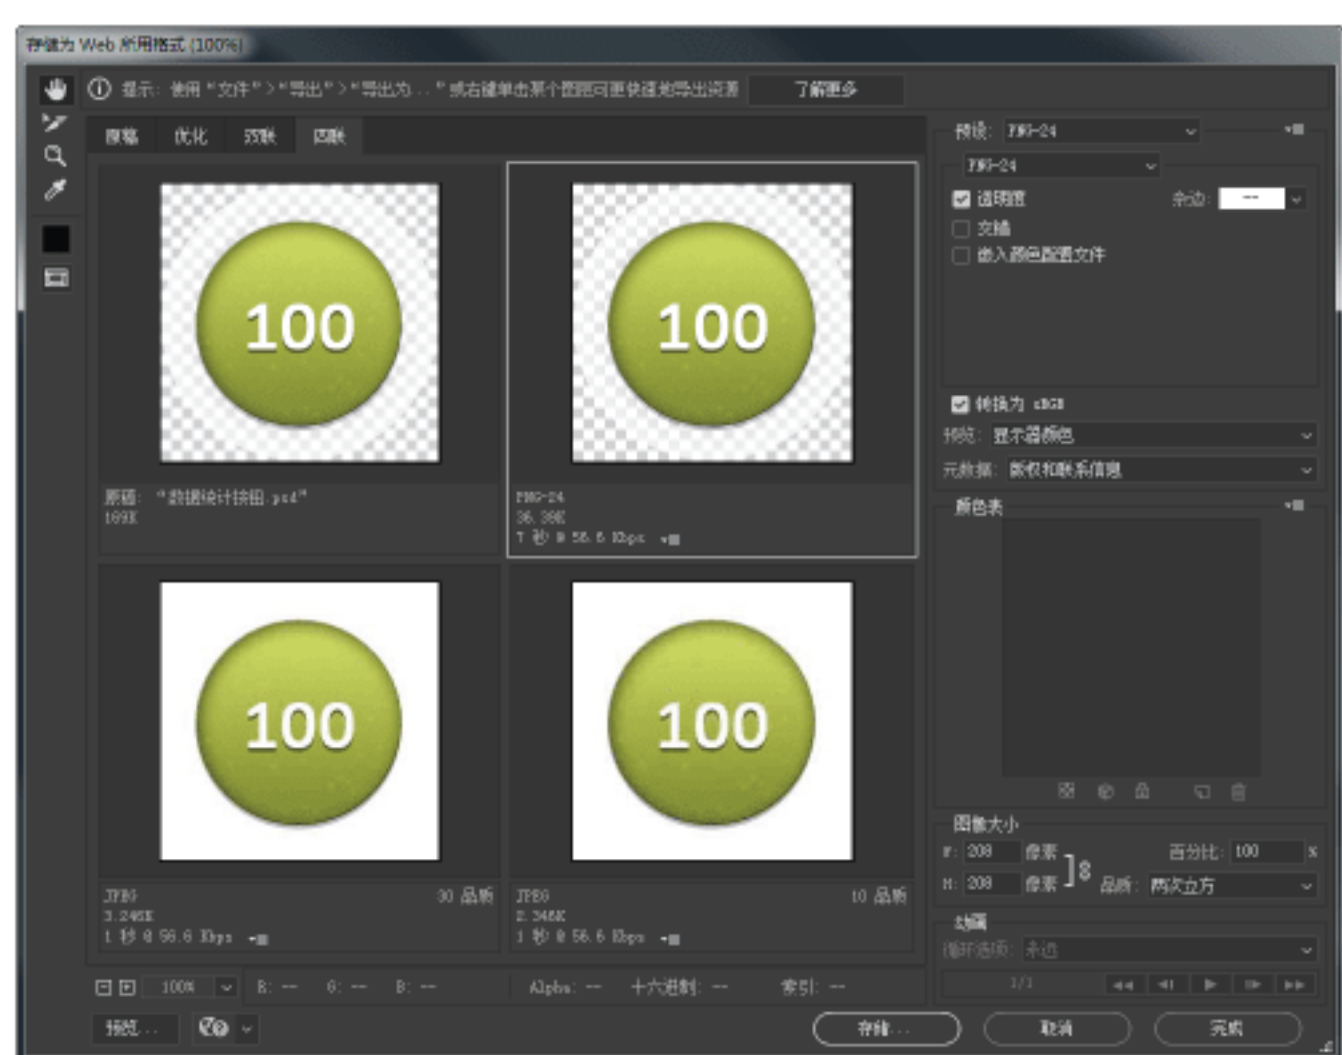 存储为 Web 所用格式 (100%)
提示: 使用 "文件">"导出">"导出为..." 或右键单击某个图层可更快速地导出资源
了解更多
原稿 优化 双联 四联
预设: PNG-24
PNG-24
透明度 杂边: --
交错
嵌入颜色配置文件
100
100
转换为 sRGB
预览: 显示器颜色
元数据: 版权和联系信息
原稿: "数据统计按钮.psd"
169K
PNG-24
36.39K
7 秒 @ 56.6 Kbps
颜色表
100
100
图像大小
W: 208 像素 百分比: 100 %
H: 208 像素 品质: 两次立方
JPEG 30 品质
3.246K
1 秒 @ 56.6 Kbps
JPEG 10 品质
2.346K
1 秒 @ 56.6 Kbps
动画
循环选项: 永远
1/1
100% R: -- G: -- B: -- Alpha: -- 十六进制: -- 索引: --
预览... 存储... 取消 完成